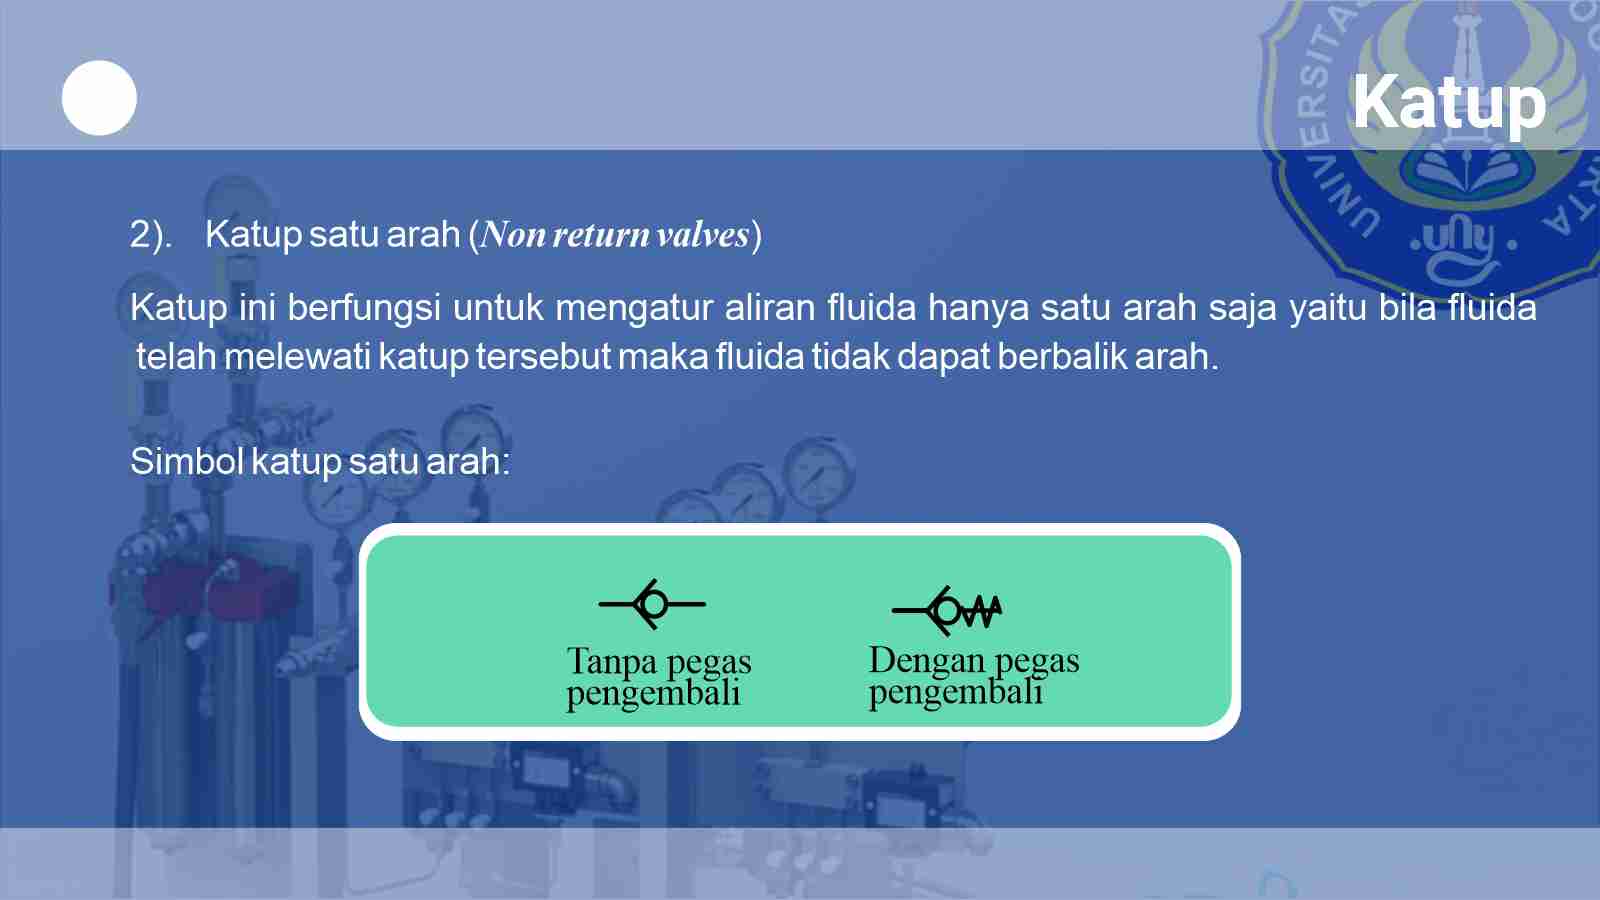 Katup
UNIVERSITAS
RTA
uny
2). Katup satu arah (Non return valves)
Katup ini berfungsi untuk mengatur aliran fluida hanya satu arah saja yaitu bila fluida
telah melewati katup tersebut maka fluida tidak dapat berbalik arah.
Simbol katup satu arah:
Tanpa pegas
pengembali
Dengan pegas
pengembali